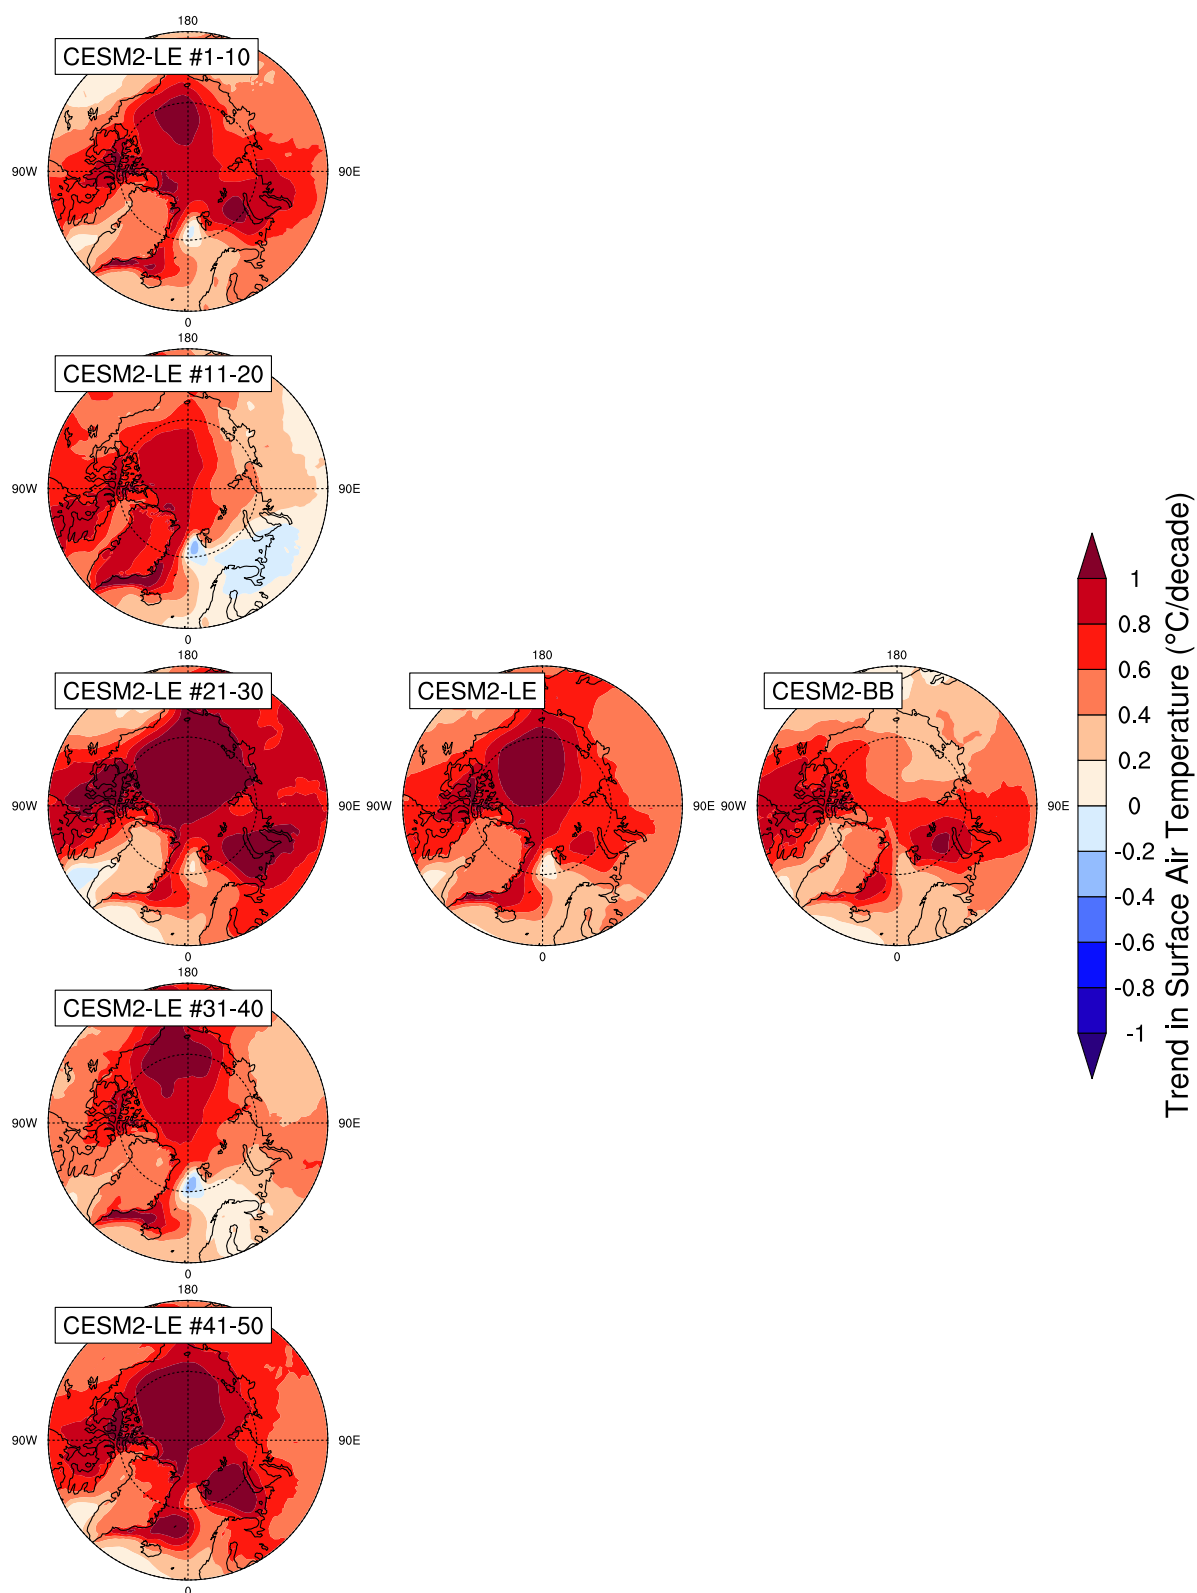 180
CESM2-LE #1-10
90W
90E
0
180
CESM2-LE #11-20
90W
90E
0
180
CESM2-LE #21-30
90W
90E
0
180
CESM2-LE
90W
90E
0
180
CESM2-BB
90W
90E
0
180
CESM2-LE #31-40
90W
90E
0
180
CESM2-LE #41-50
90W
90E
0
1
0.8
0.6
0.4
0.2
0
-0.2
-0.4
-0.6
-0.8
-1
Trend in Surface Air Temperature (°C/decade)